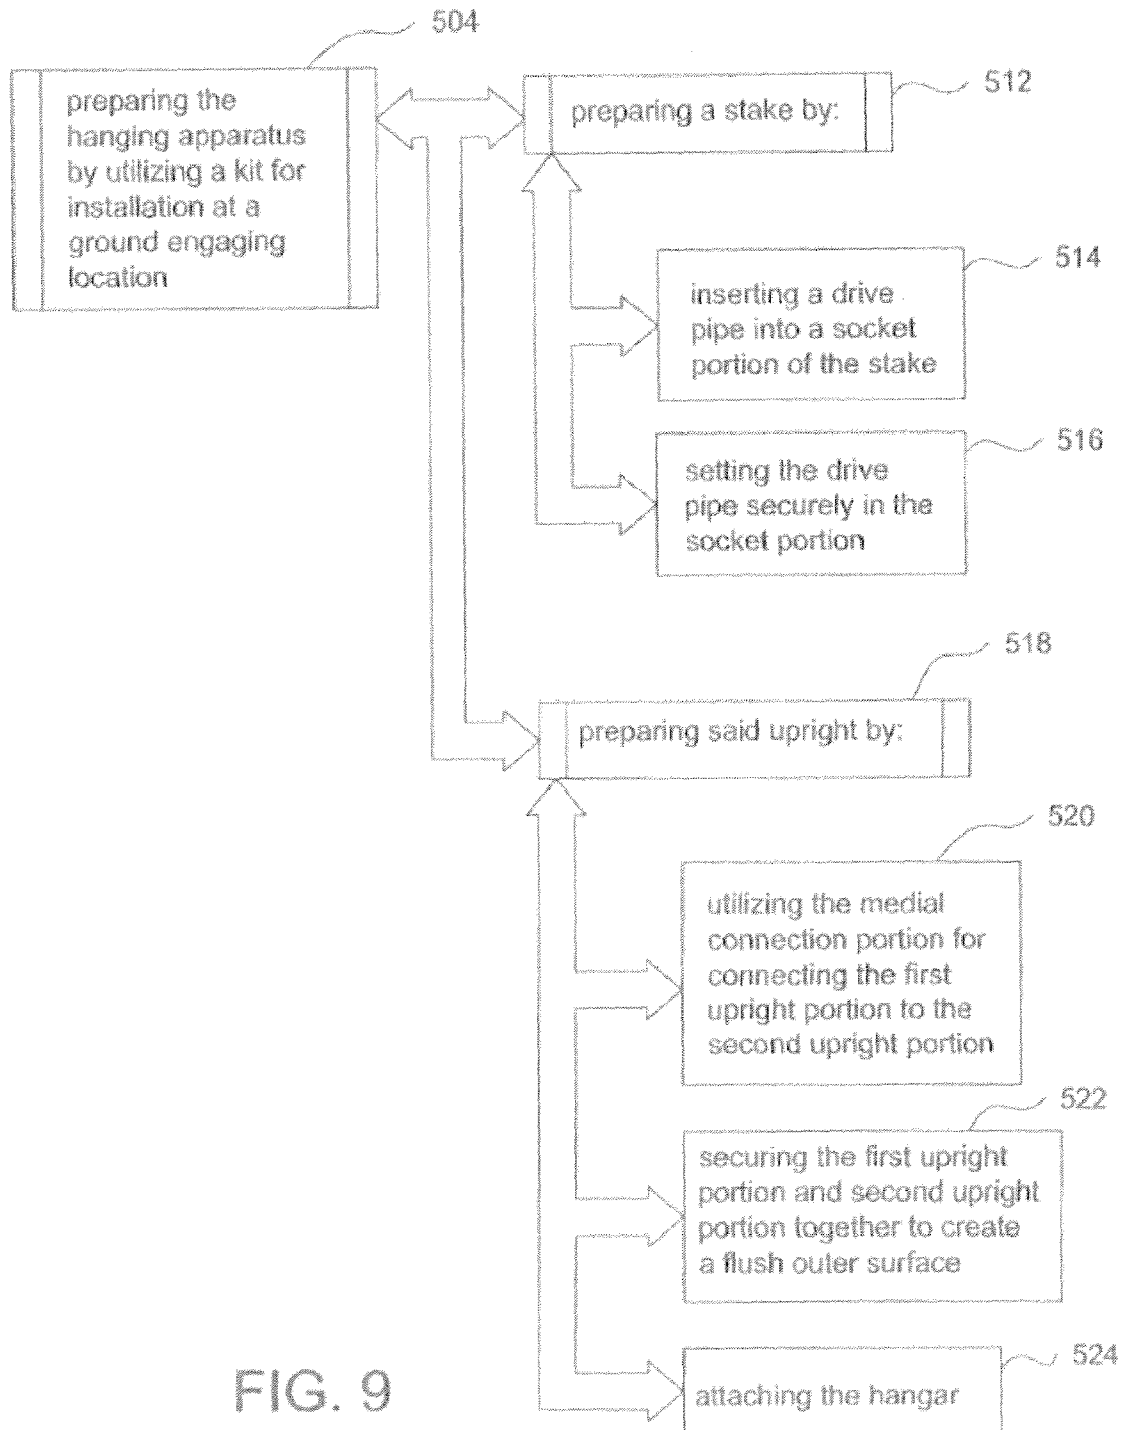 504
preparing the
hanging apparatus
by utilizing a kit for
installation at a
ground engaging
location
512
preparing a stake by:
514
inserting a drive
pipe into a socket
portion of the stake
516
setting the drive
pipe securely in the
socket portion
518
preparing said upright by:
520
utilizing the medial
connection portion for
connecting the first
upright portion to the
second upright portion
522
securing the first upright
portion and second upright
portion together to create
a flush outer surface
524
attaching the hangar
FIG. 9